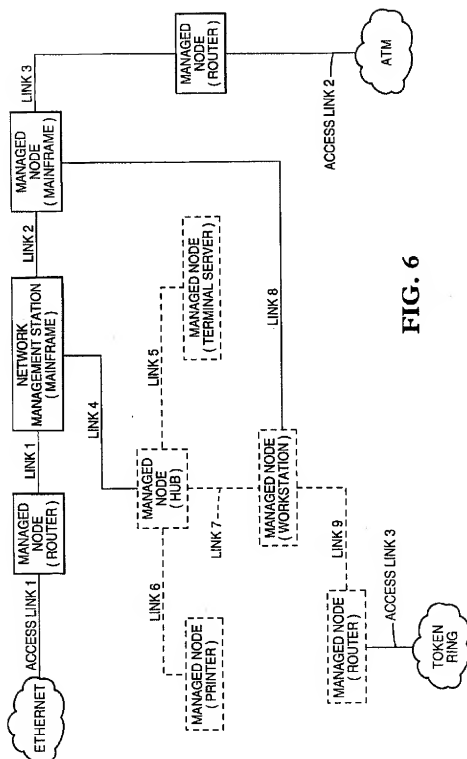 ETHERNET
ACCESS LINK 1
MANAGED
NODE
( ROUTER )
LINK 1
NETWORK
MANAGEMENT STATION
( MAINFRAME )
LINK 2
MANAGED
NODE
( MAINFRAME )
LINK 3
MANAGED
NODE
( ROUTER )
ACCESS LINK 2
ATM
LINK 4
LINK 6
MANAGED
NODE
( HUB )
LINK 5
MANAGED NODE
( PRINTER )
MANAGED NODE
( TERMINAL SERVER )
LINK 7
LINK 8
MANAGED NODE
( WORKSTATION )
LINK 9
MANAGED NODE
( ROUTER )
ACCESS LINK 3
TOKEN
RING
FIG. 6